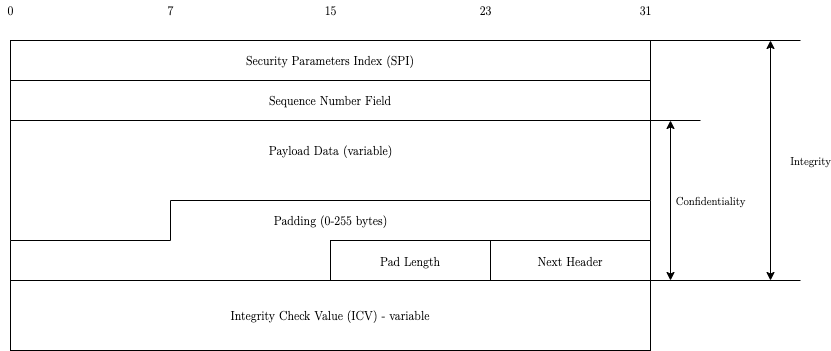 0 7 15 23 31
Security Parameters Index (SPI)
Sequence Number Field
Payload Data (variable)
Integrity
Confidentiality
Padding (0-255 bytes)
Pad Length Next Header
Integrity Check Value (ICV) - variable